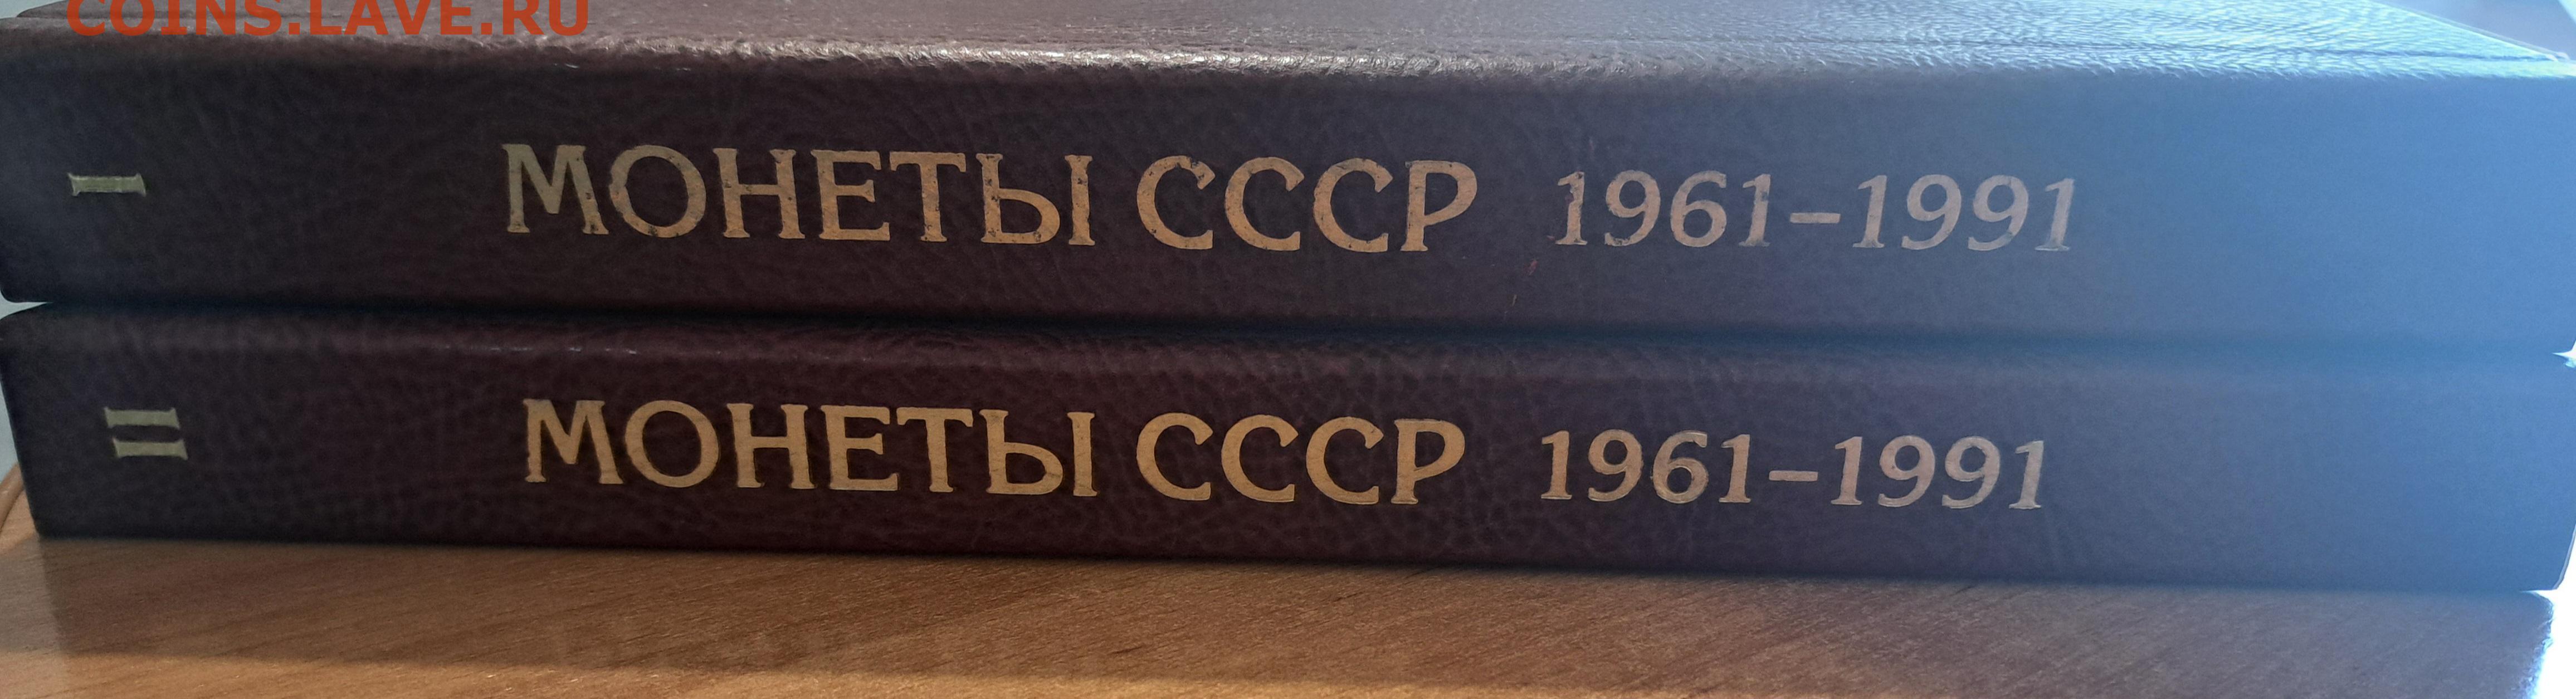 COINS.LAVE.RU
I МОНЕТЫ СССР 1961-1991
II МОНЕТЫ СССР 1961-1991